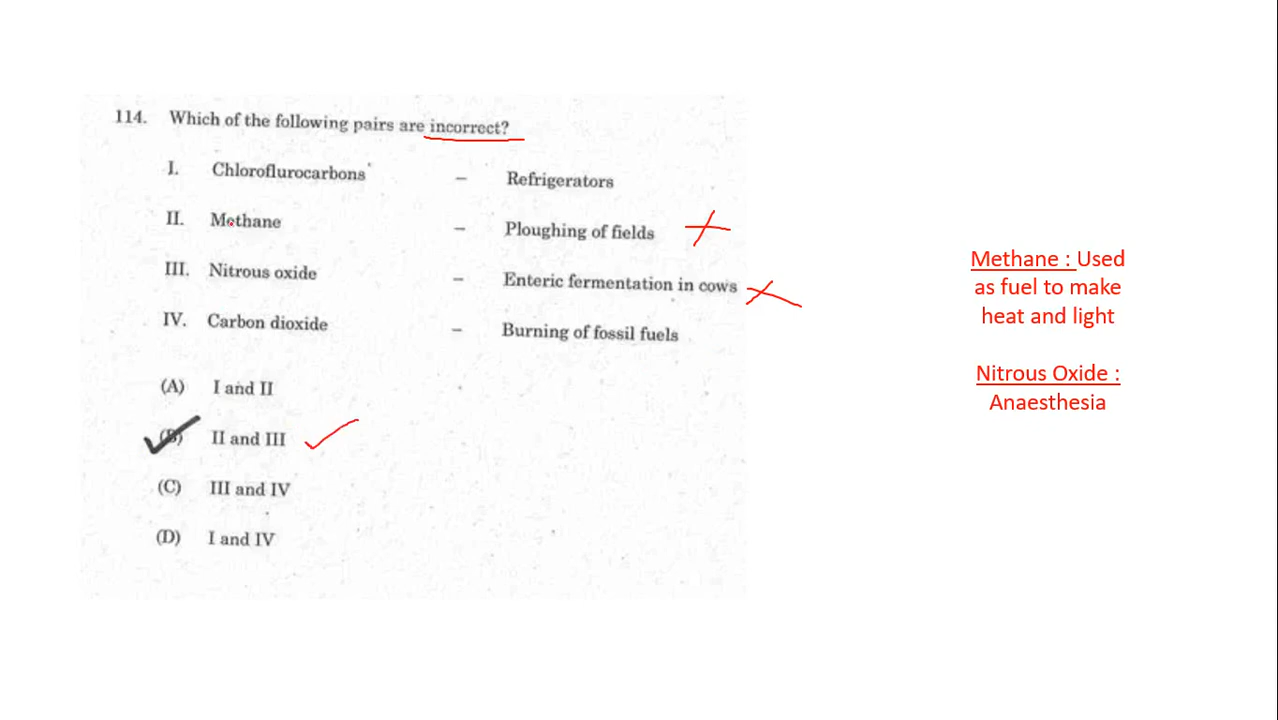 114. Which of the following pairs are incorrect?
I. Chloroflurocarbons – Refrigerators
II. Methane – Ploughing of fields
III. Nitrous oxide – Enteric fermentation in cows
IV. Carbon dioxide – Burning of fossil fuels
(A) I and II
(B) II and III
(C) III and IV
(D) I and IV
Methane : Used
as fuel to make
heat and light
Nitrous Oxide :
Anaesthesia